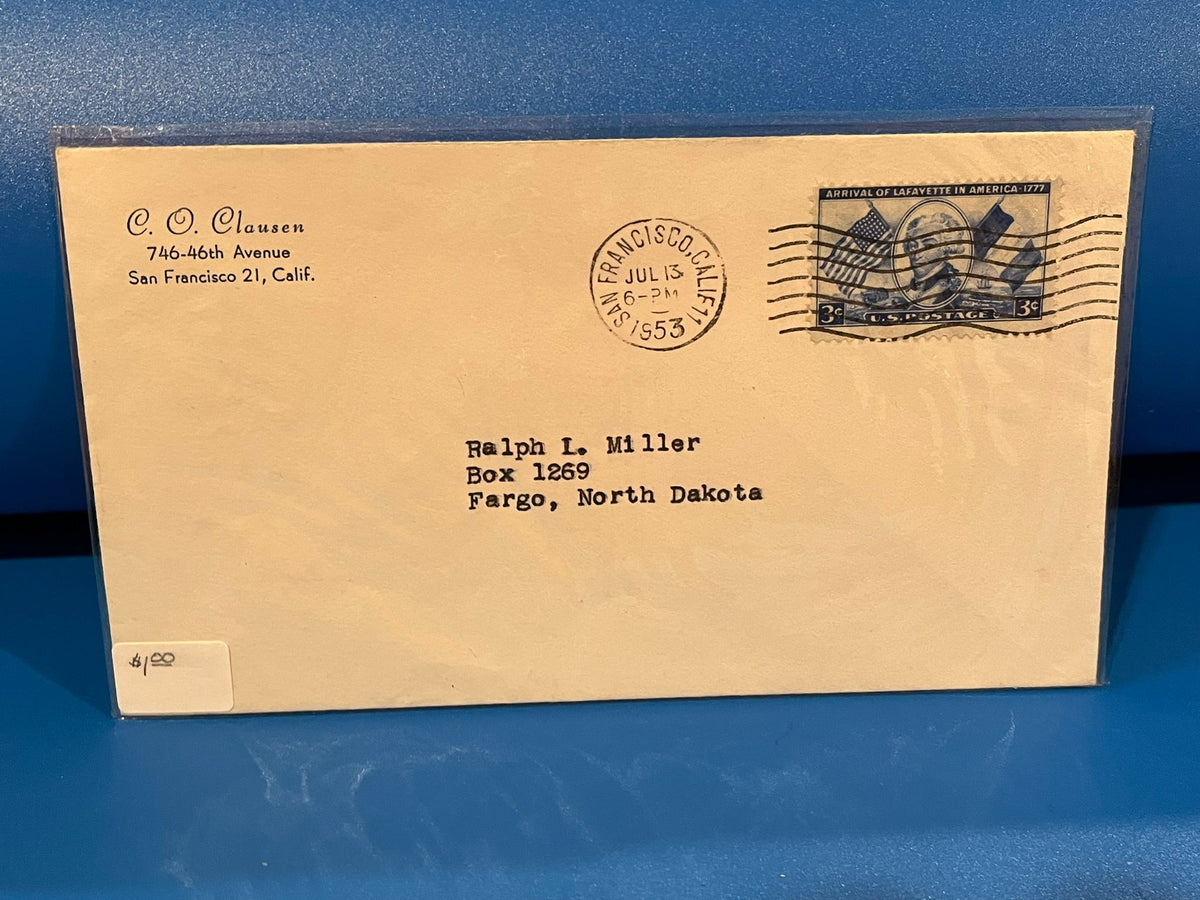 C. O. Clausen
746-46th Avenue
San Francisco 21, Calif.
SAN FRANCISCO, CALIF 11
JUL 13
6-PM
1953
ARRIVAL OF LAFAYETTE IN AMERICA-1777
3¢ U.S. POSTAGE 3¢
Ralph L. Miller
Box 1269
Fargo, North Dakota
$1.00